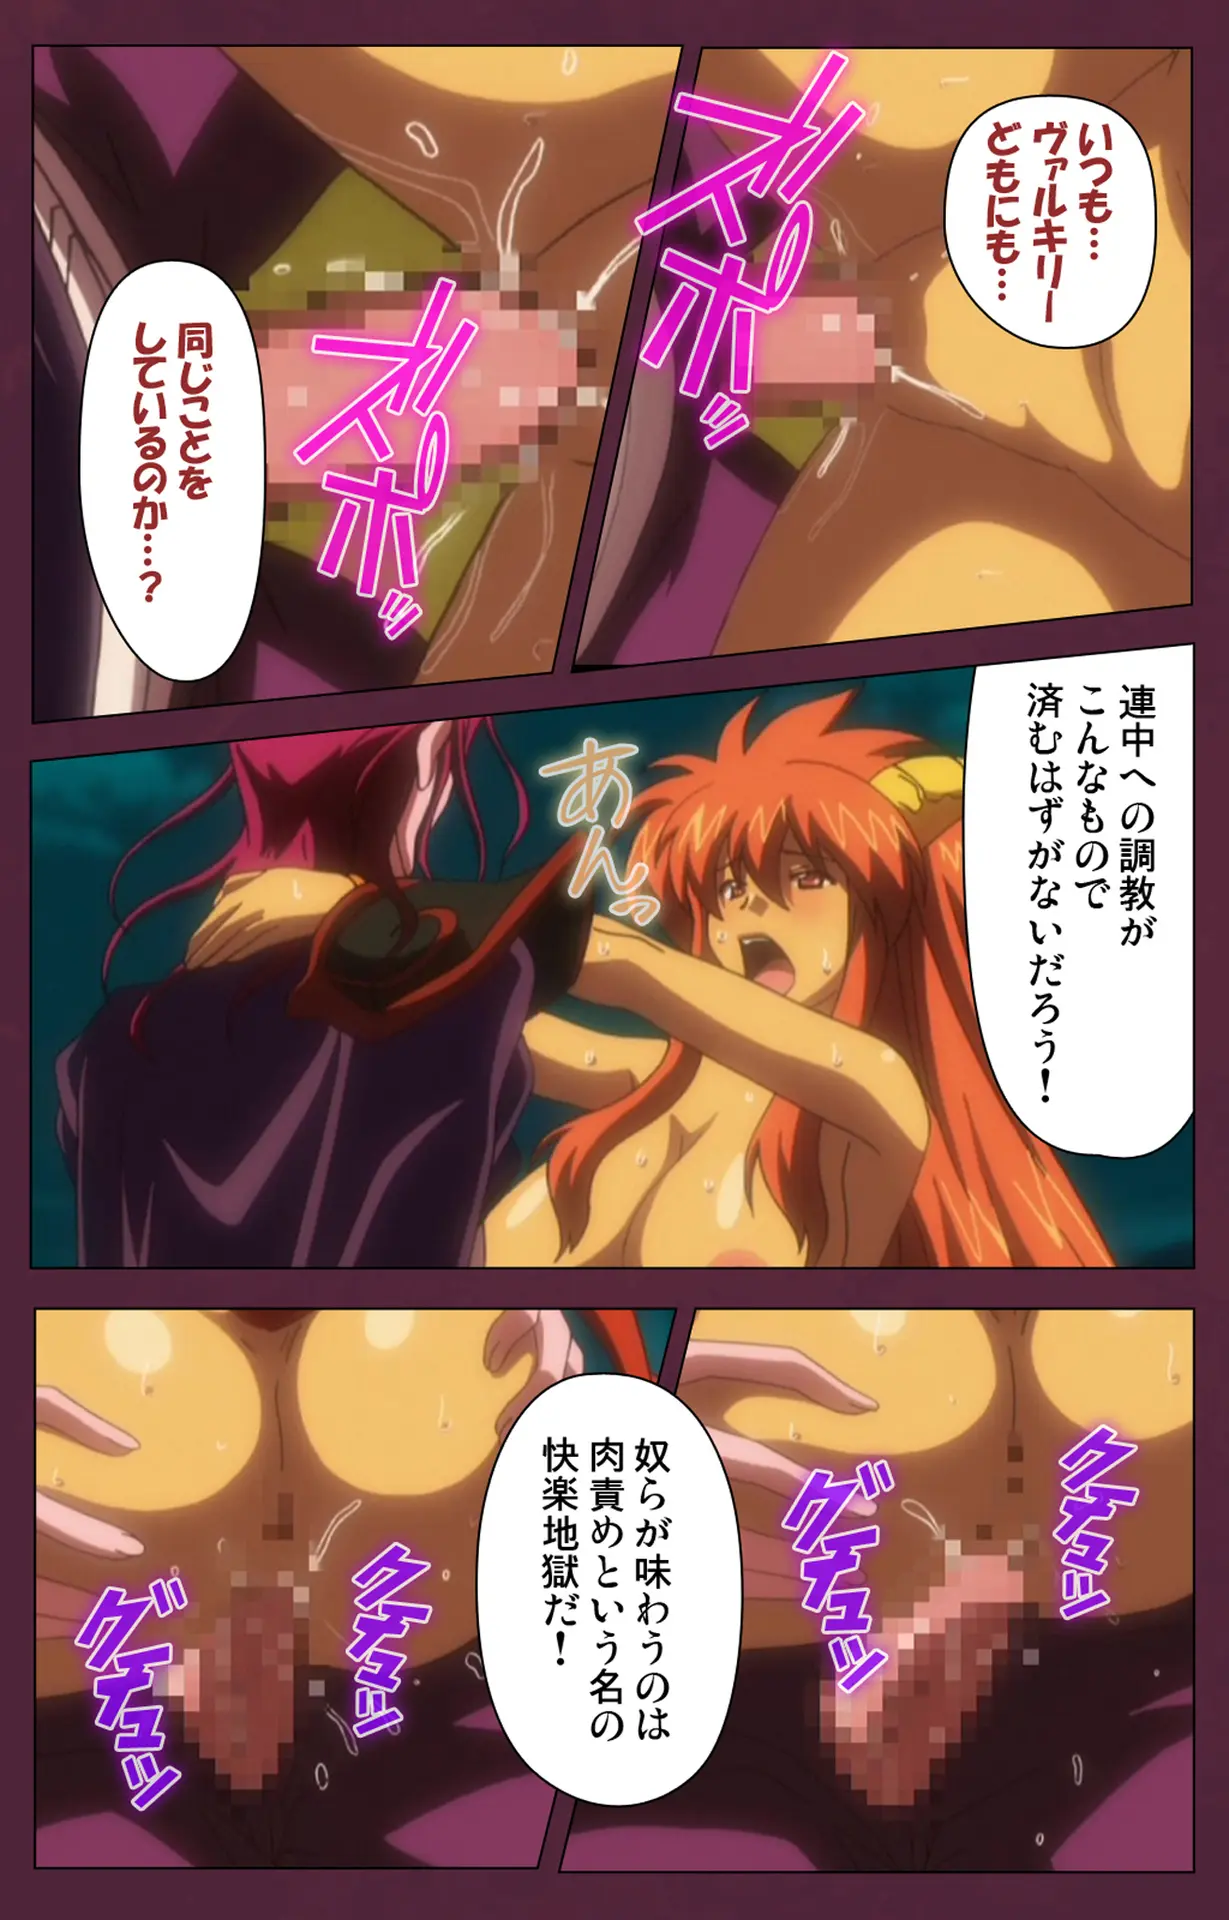 いつも…
ヴァルキリー
どもにも…
ズボッ
同じことを
しているのか…．？
ズボッ
連中への調教が
こんなもので
済むはずがないだろう！
あんっ
奴らが味わうのは
肉責めという名の
快楽地獄だ！
クチュッ
グチュッ
クチュッ
グチュッ